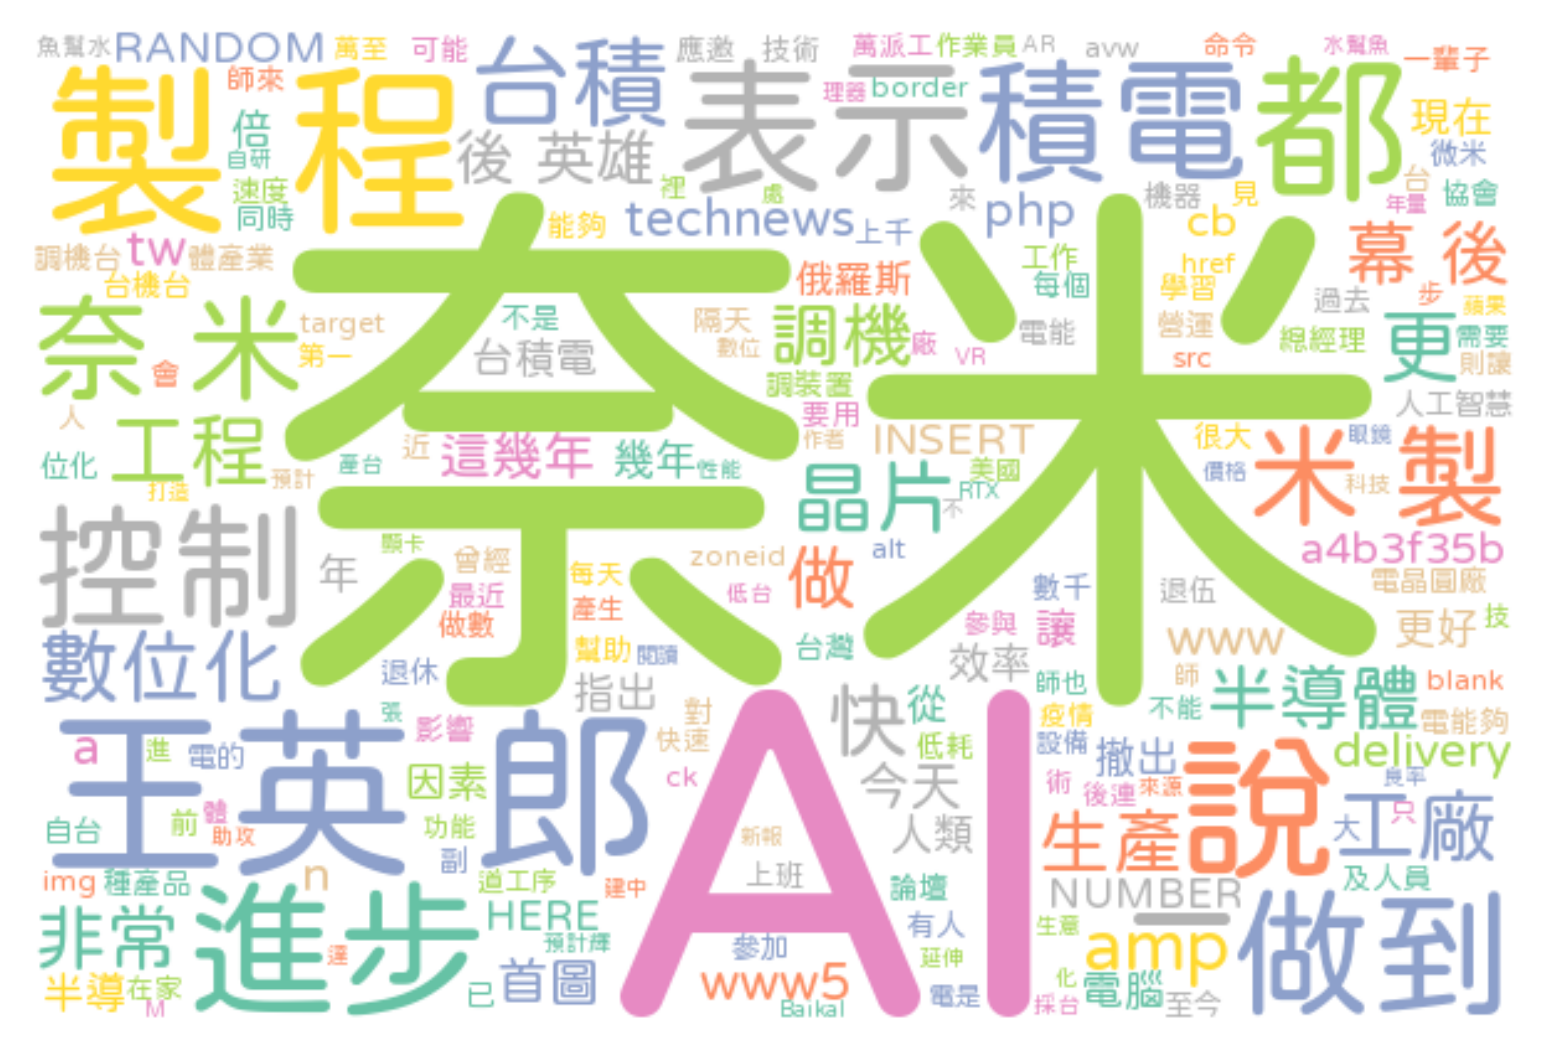 魚幫水 RANDOM 萬至 可能 台積 應邀 技術 萬派工 作業員 AR avw 命令 水幫魚 一輩子
製程 師來 表示 理器 border 積電 都 現在
倍 後 英雄 微米
自研 裡 處 來 機器 見 台 協會
速度 年量
同時 能夠 technews 上千 php cb 幕後
調機台 tw 體產業 奈米 工作 href
台機台 俄羅斯 每個 學習 過去 步 蘋果
奈米 target 不是 隔天 調機 廠 電能 營運 總經理 更 需要
第一 台積電 數位 VR src 則讓
會 調裝置 人工智慧
人 工程 要用
位化 產台 近 這幾年 幾年 性能 作者 INSERT 很大 米製 眼鏡
打造 預計 晶片 美國 價格 科技
RTX 不
控制 年 顯卡 曾經 zoneid 做 alt a4b3f35b
每天 低台 數千 退伍 電晶圓廠
最近 產生
做數 參與 讓 www 更好 技
數位化 退休 幫助 閱讀 台灣 效率
指出 師也 師 半導體 blank
王英郎 張 影響 對 AI 快 從 疫情 不能 電能夠
a 進 電的 快速 低耗 設備 撤出 說 delivery
因素 ck 今天 術 後連 來源 良率
自台 前 體 助攻 功能 新報 人類 生產 大 工廠 只
副 上班
img 種產品 n 道工序 建中 論壇 NUMBER 一 及人員
非常 進步 HERE 有人 生意 amp 做到
預計輝 參加 延伸
半導 在家 達 已 首圖 www5 電是 化 電腦
M Baikal 採台 至今